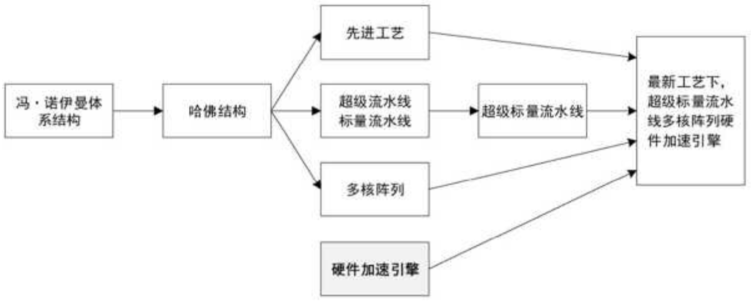 冯·诺伊曼体
系结构
哈佛结构
先进工艺
超级流水线
标量流水线
超级标量流水线
多核阵列
硬件加速引擎
最新工艺下，
超级标量流水
线多核阵列硬
件加速引擎